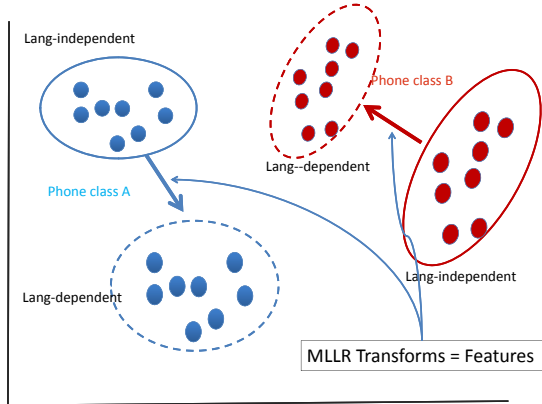 Lang-independent
Phone class B
Lang--dependent
Phone class A
Lang-independent
Lang-dependent
MLLR Transforms = Features